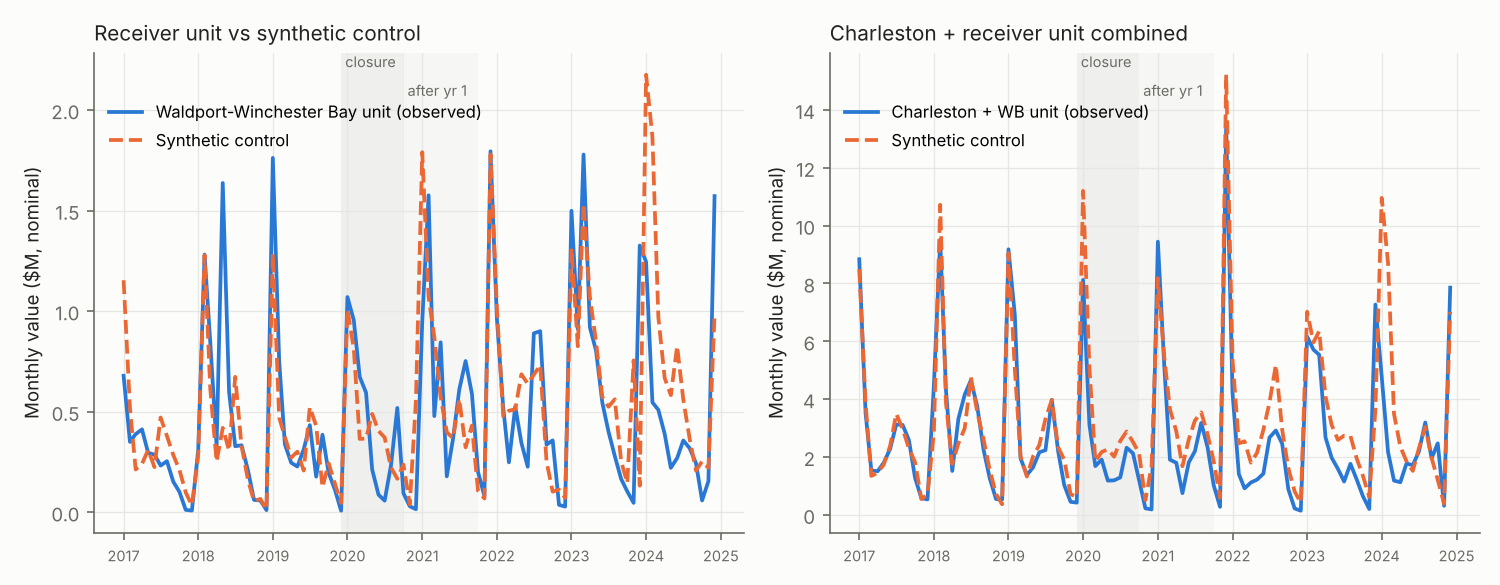 Receiver unit vs synthetic control
closure
after yr 1
Waldport-Winchester Bay unit (observed)
Synthetic control
Monthly value ($M, nominal)
2.0
1.5
1.0
0.5
0.0
2017 2018 2019 2020 2021 2022 2023 2024 2025
Charleston + receiver unit combined
closure
after yr 1
Charleston + WB unit (observed)
Synthetic control
Monthly value ($M, nominal)
14
12
10
8
6
4
2
0
2017 2018 2019 2020 2021 2022 2023 2024 2025